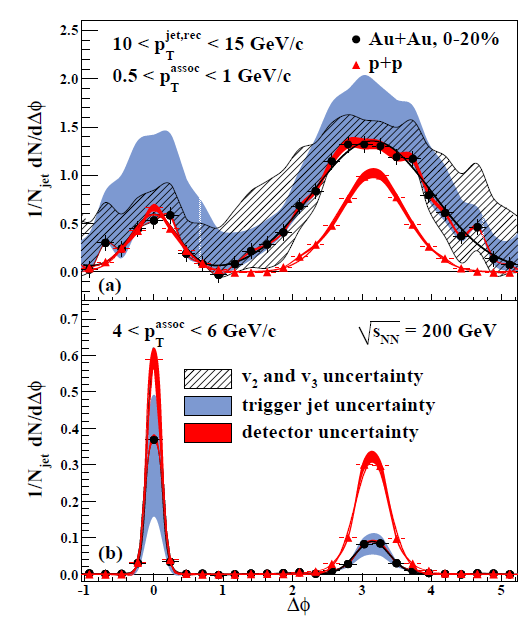 10 < p_T^jet,rec < 15 GeV/c
0.5 < p_T^assoc < 1 GeV/c
Au+Au, 0-20%
p+p
1/N_jet dN/dΔϕ
2.5
2.0
1.5
1.0
0.5
0.0
(a)
4 < p_T^assoc < 6 GeV/c
√s_NN = 200 GeV
v_2 and v_3 uncertainty
trigger jet uncertainty
detector uncertainty
1/N_jet dN/dΔϕ
0.7
0.6
0.5
0.4
0.3
0.2
0.1
0.0
(b)
-1 0 1 2 3 4 5
Δϕ